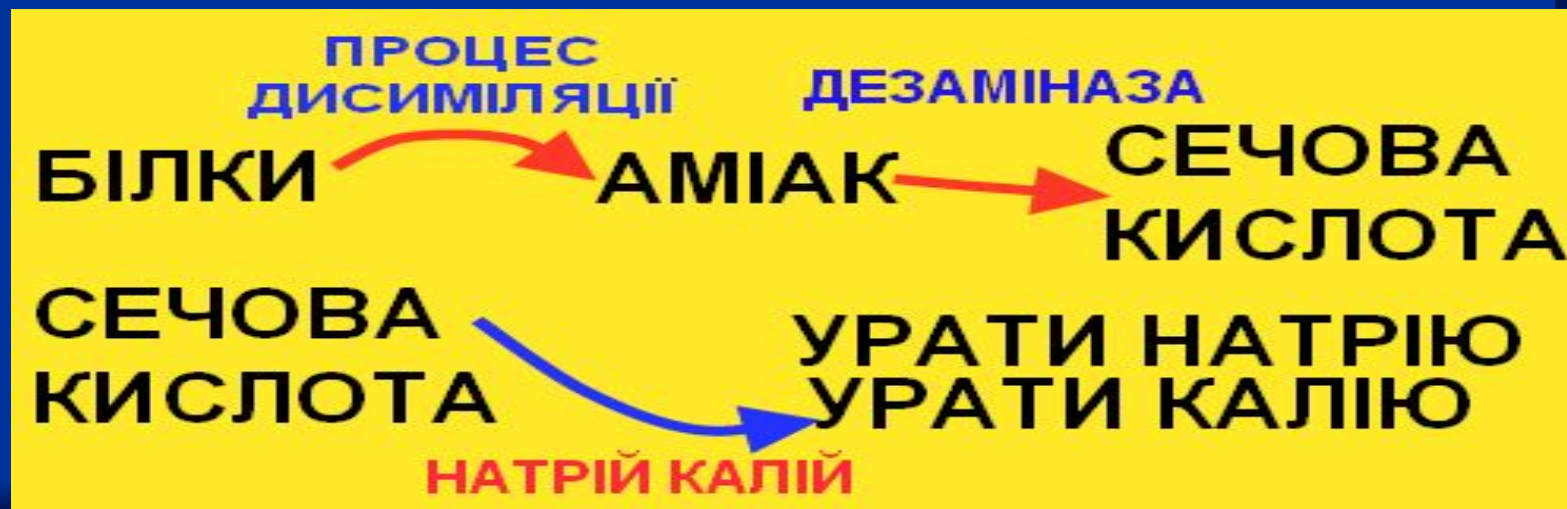 ПРОЦЕС
ДИСИМІЛЯЦІЇ
ДЕЗАМІНАЗА
БІЛКИ
АМІАК
СЕЧОВА
КИСЛОТА
СЕЧОВА
КИСЛОТА
УРАТИ НАТРІЮ
УРАТИ КАЛІЮ
НАТРІЙ КАЛІЙ